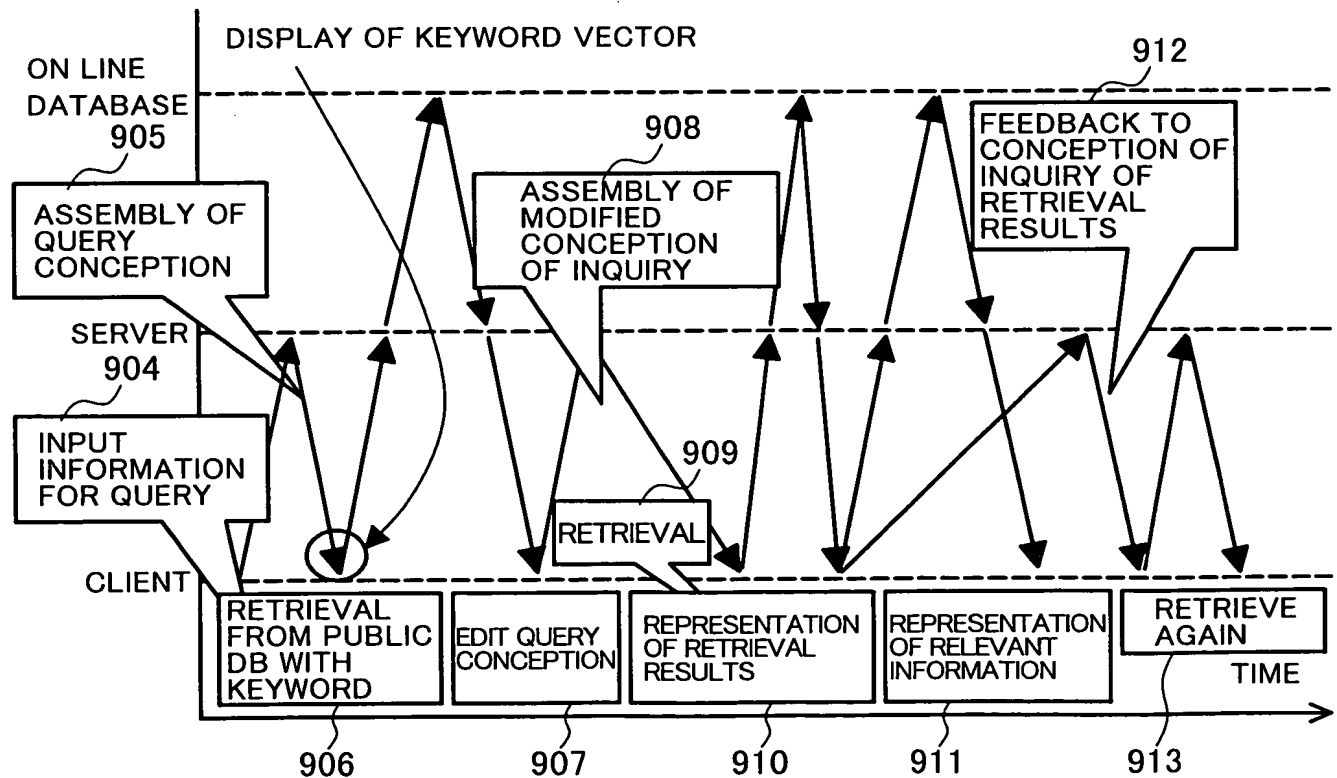 DISPLAY OF KEYWORD VECTOR
ON LINE
DATABASE
912
905
908
FEEDBACK TO
CONCEPTION OF
INQUIRY OF
RETRIEVAL
RESULTS
ASSEMBLY OF
QUERY
CONCEPTION
ASSEMBLY OF
MODIFIED
CONCEPTION
OF INQUIRY
SERVER
904
INPUT
INFORMATION
FOR QUERY
909
RETRIEVAL
CLIENT
RETRIEVAL
FROM PUBLIC
DB WITH
KEYWORD
EDIT QUERY
CONCEPTION
REPRESENTATION
OF RETRIEVAL
RESULTS
REPRESENTATION
OF RELEVANT
INFORMATION
RETRIEVE
AGAIN
TIME
906
907
910
911
913